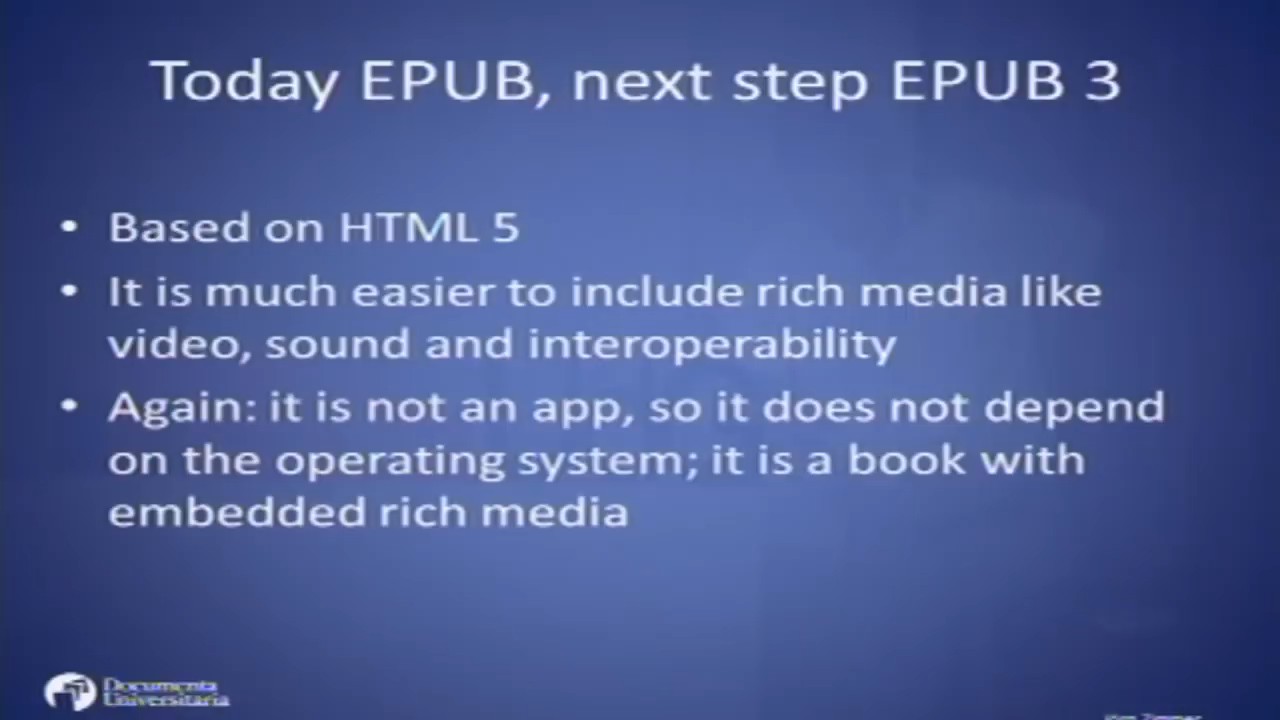 Today EPUB, next step EPUB 3
• Based on HTML 5
• It is much easier to include rich media like
video, sound and interoperability
• Again: it is not an app, so it does not depend
on the operating system; it is a book with
embedded rich media
Documenta
Universitaria